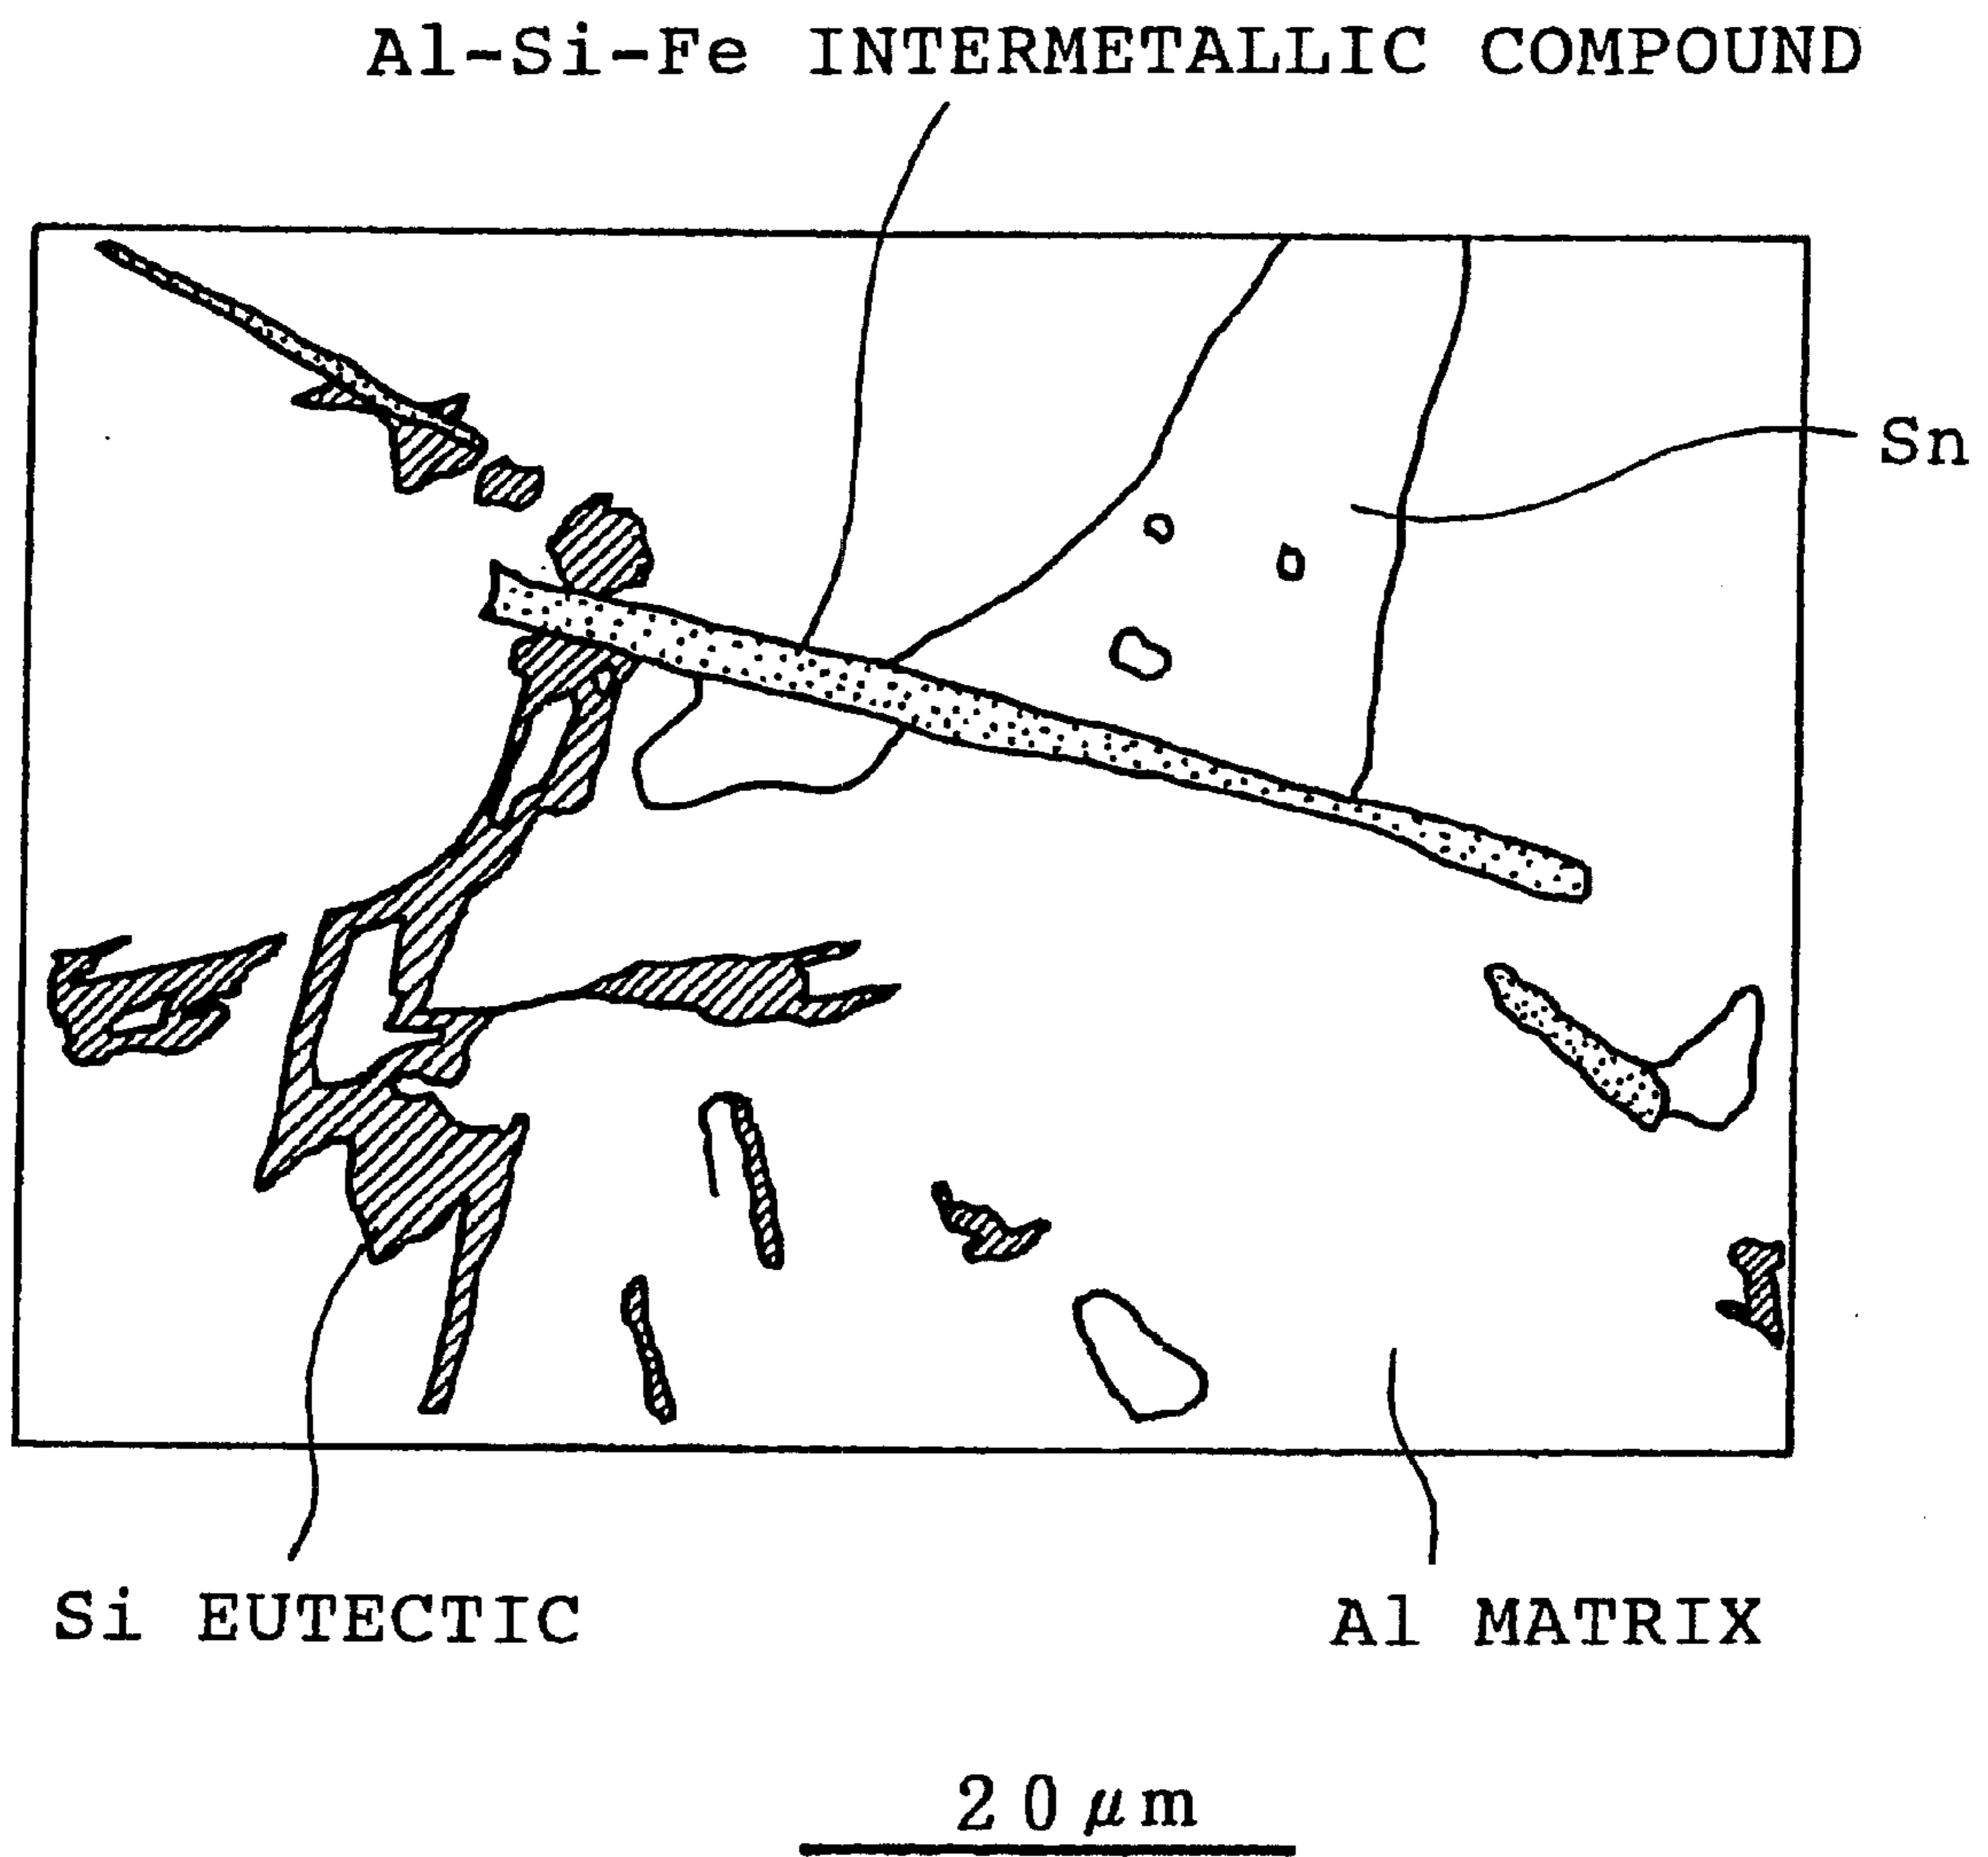 Al-Si-Fe INTERMETALLIC COMPOUND
Sn
Si EUTECTIC
Al MATRIX
20μm